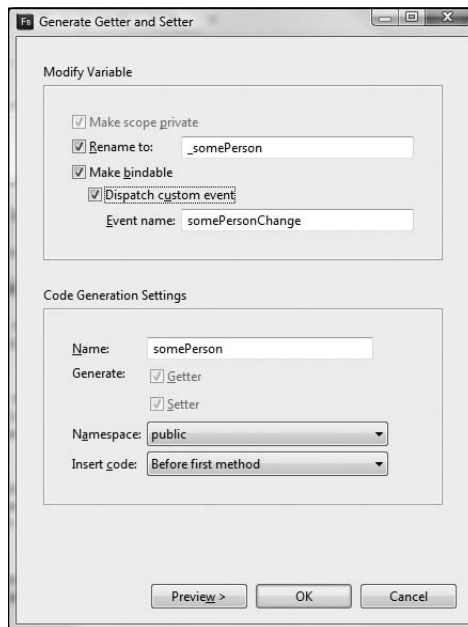 Fb Generate Getter and Setter
Modify Variable
Make scope private
Rename to: _somePerson
Make bindable
Dispatch custom event
Event name: somePersonChange
Code Generation Settings
Name: somePerson
Generate: Getter
Setter
Namespace: public
Insert code: Before first method
Preview > OK Cancel